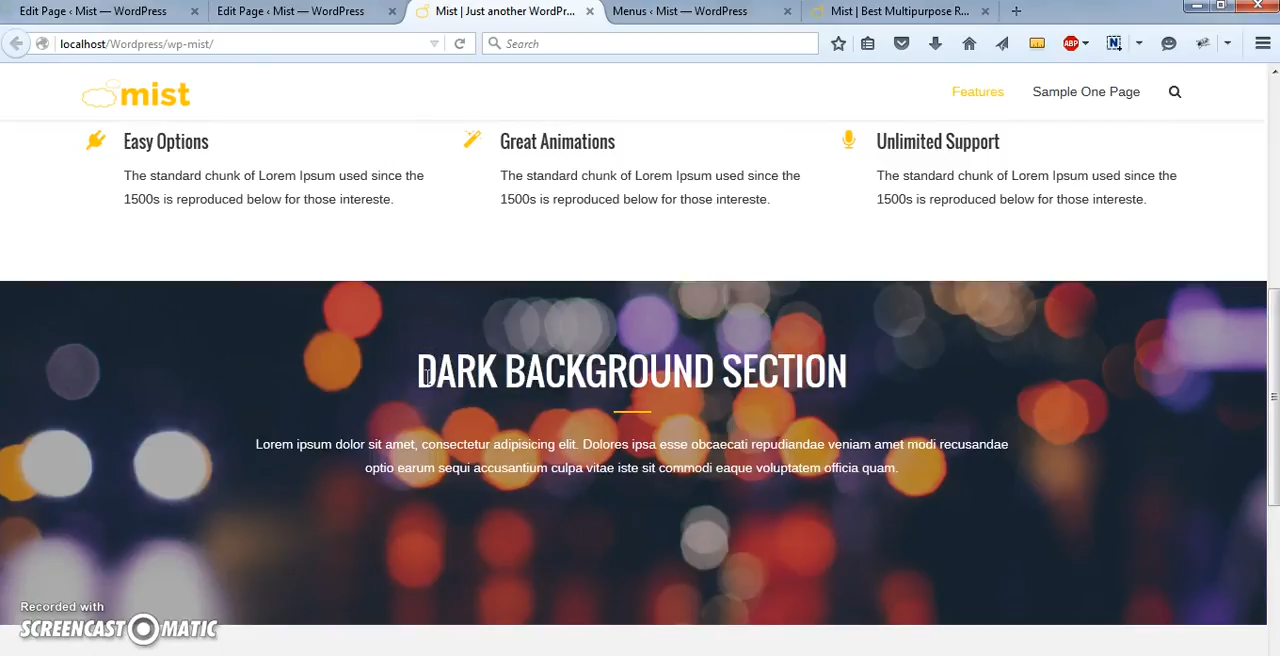 Edit Page ‹ Mist — WordPress
Edit Page ‹ Mist — WordPress
Mist | Just another WordPr...
Menus ‹ Mist — WordPress
Mist | Best Multipurpose R...
localhost/Wordpress/wp-mist/
Search
ABP
N
mist
Features
Sample One Page
Easy Options
Great Animations
Unlimited Support
The standard chunk of Lorem Ipsum used since the
1500s is reproduced below for those intereste.
The standard chunk of Lorem Ipsum used since the
1500s is reproduced below for those intereste.
The standard chunk of Lorem Ipsum used since the
1500s is reproduced below for those intereste.
DARK BACKGROUND SECTION
Lorem ipsum dolor sit amet, consectetur adipisicing elit. Dolores ipsa esse obcaecati repudiandae veniam amet modi recusandae
optio earum sequi accusantium culpa vitae iste sit commodi eaque voluptatem officia quam.
Recorded with
SCREENCAST MATIC